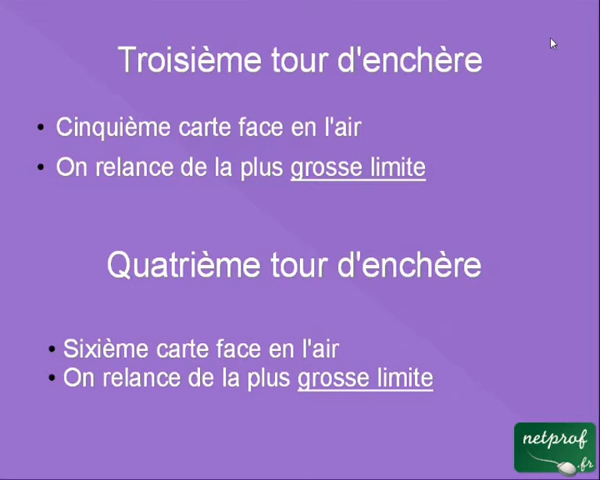 Troisième tour d'enchère
• Cinquième carte face en l'air
• On relance de la plus grosse limite
Quatrième tour d'enchère
• Sixième carte face en l'air
• On relance de la plus grosse limite
netprof
.fr